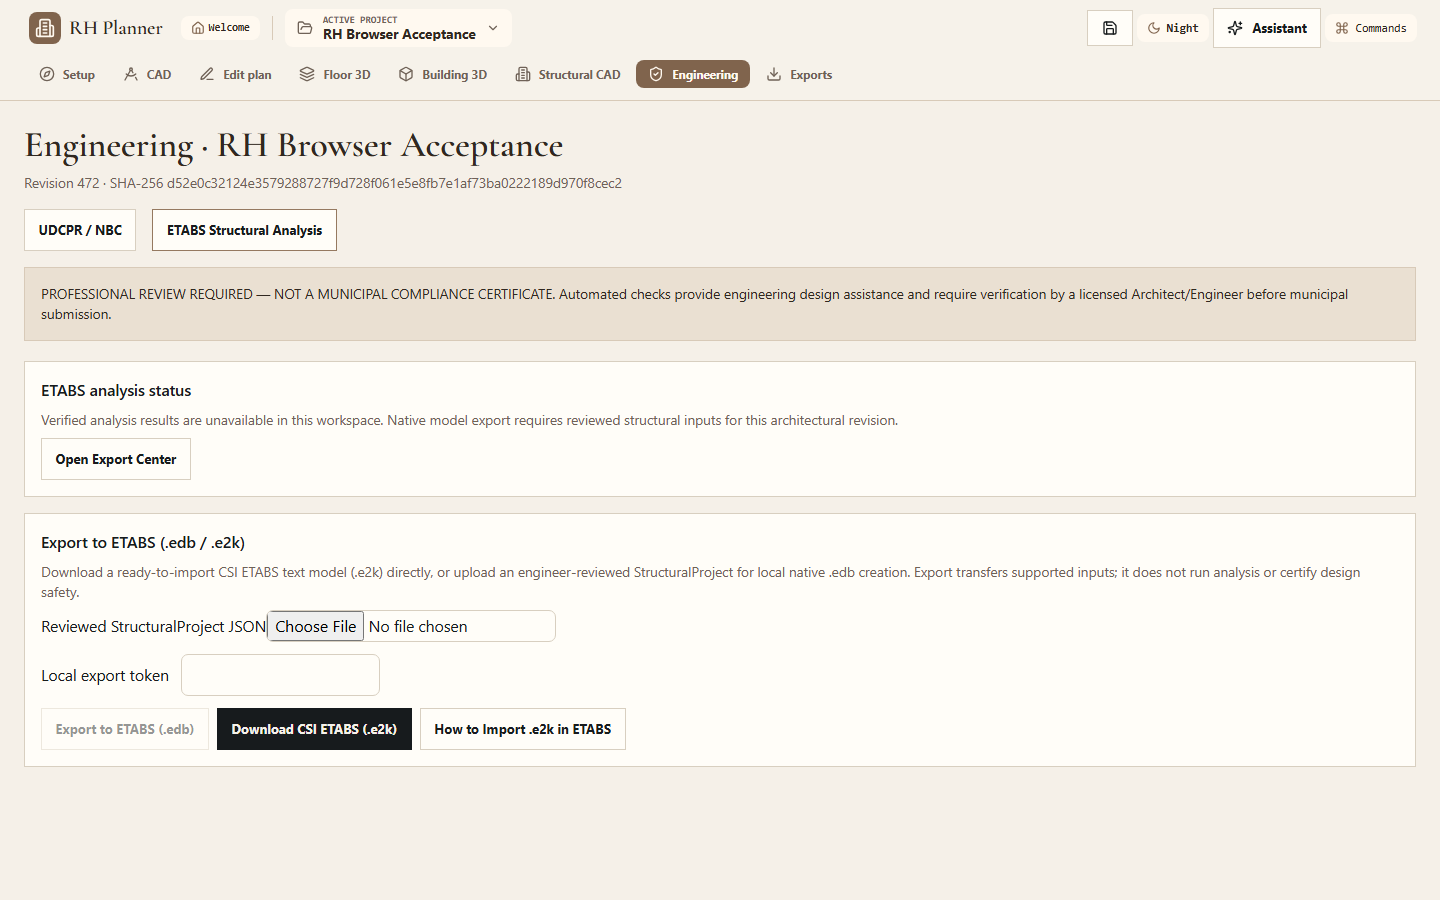 RH Planner
Welcome
ACTIVE PROJECT
RH Browser Acceptance
Night
Assistant
Commands
Setup
CAD
Edit plan
Floor 3D
Building 3D
Structural CAD
Engineering
Exports
Engineering · RH Browser Acceptance
Revision 472 · SHA-256 d52e0c32124e3579288727f9d728f061e5e8fb7e1af73ba0222189d970f8cec2
UDCPR / NBC
ETABS Structural Analysis
PROFESSIONAL REVIEW REQUIRED — NOT A MUNICIPAL COMPLIANCE CERTIFICATE. Automated checks provide engineering design assistance and require verification by a licensed Architect/Engineer before municipal
submission.
ETABS analysis status
Verified analysis results are unavailable in this workspace. Native model export requires reviewed structural inputs for this architectural revision.
Open Export Center
Export to ETABS (.edb / .e2k)
Download a ready-to-import CSI ETABS text model (.e2k) directly, or upload an engineer-reviewed StructuralProject for local native .edb creation. Export transfers supported inputs; it does not run analysis or certify design
safety.
Reviewed StructuralProject JSON Choose File No file chosen
Local export token
Export to ETABS (.edb)
Download CSI ETABS (.e2k)
How to Import .e2k in ETABS